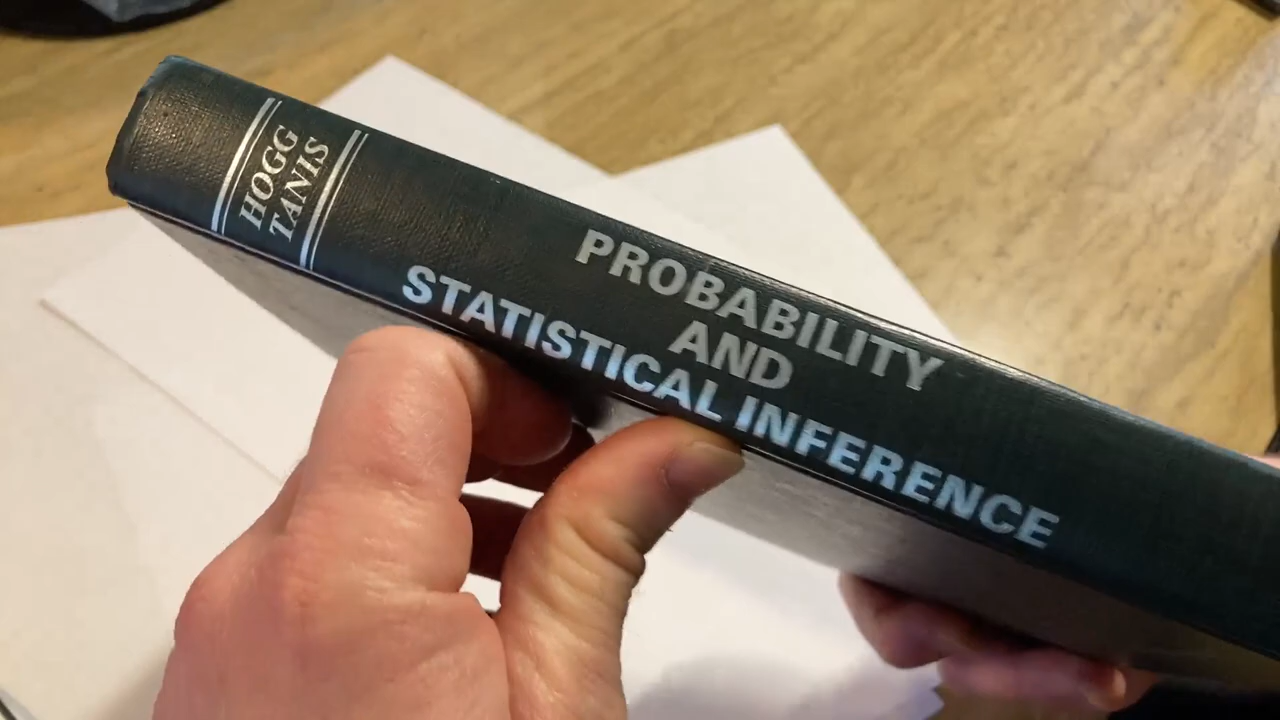 HOGG
TANIS
PROBABILITY
AND
STATISTICAL INFERENCE